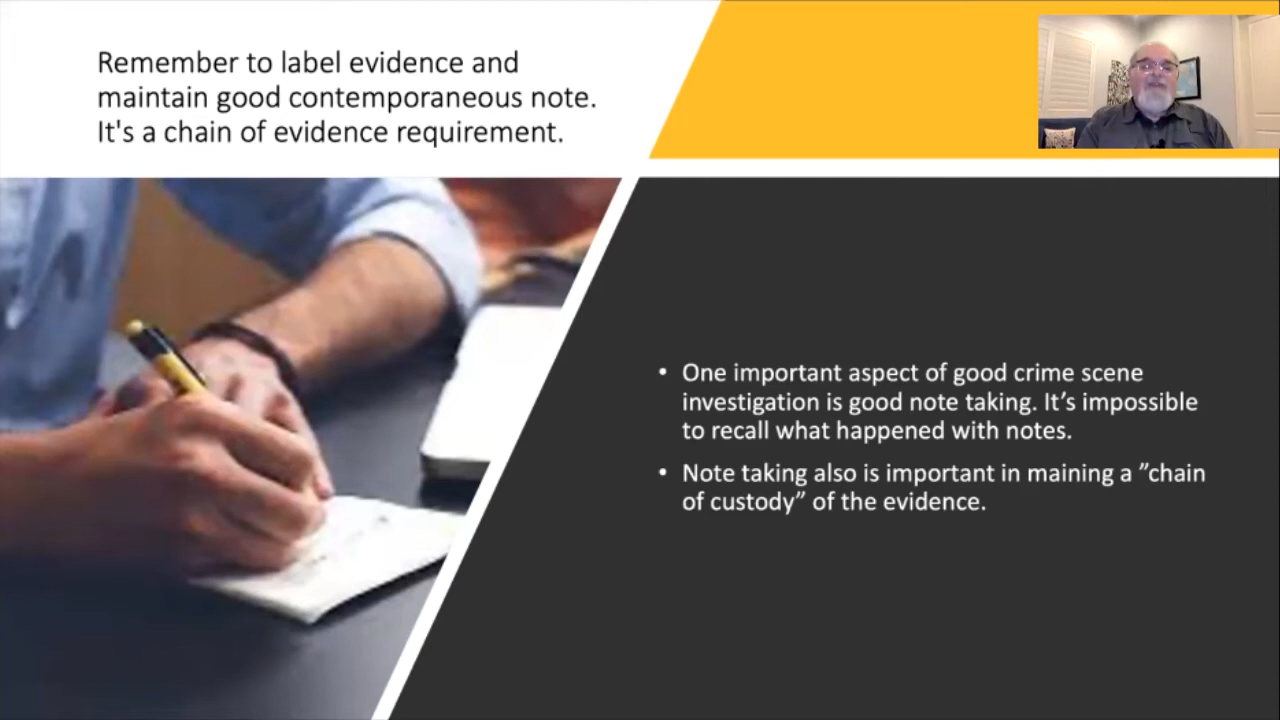 Remember to label evidence and
maintain good contemporaneous note.
It's a chain of evidence requirement.
• One important aspect of good crime scene
investigation is good note taking. It’s impossible
to recall what happened with notes.
• Note taking also is important in maining a ”chain
of custody” of the evidence.